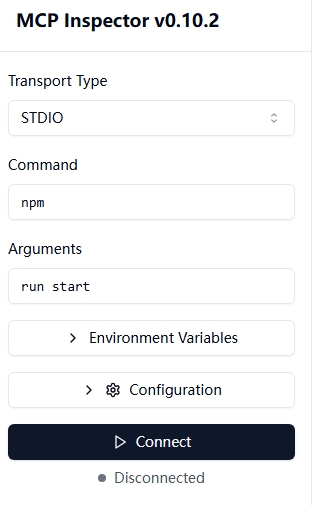 MCP Inspector v0.10.2
Transport Type
STDIO
Command
npm
Arguments
run start
Environment Variables
Configuration
Connect
Disconnected